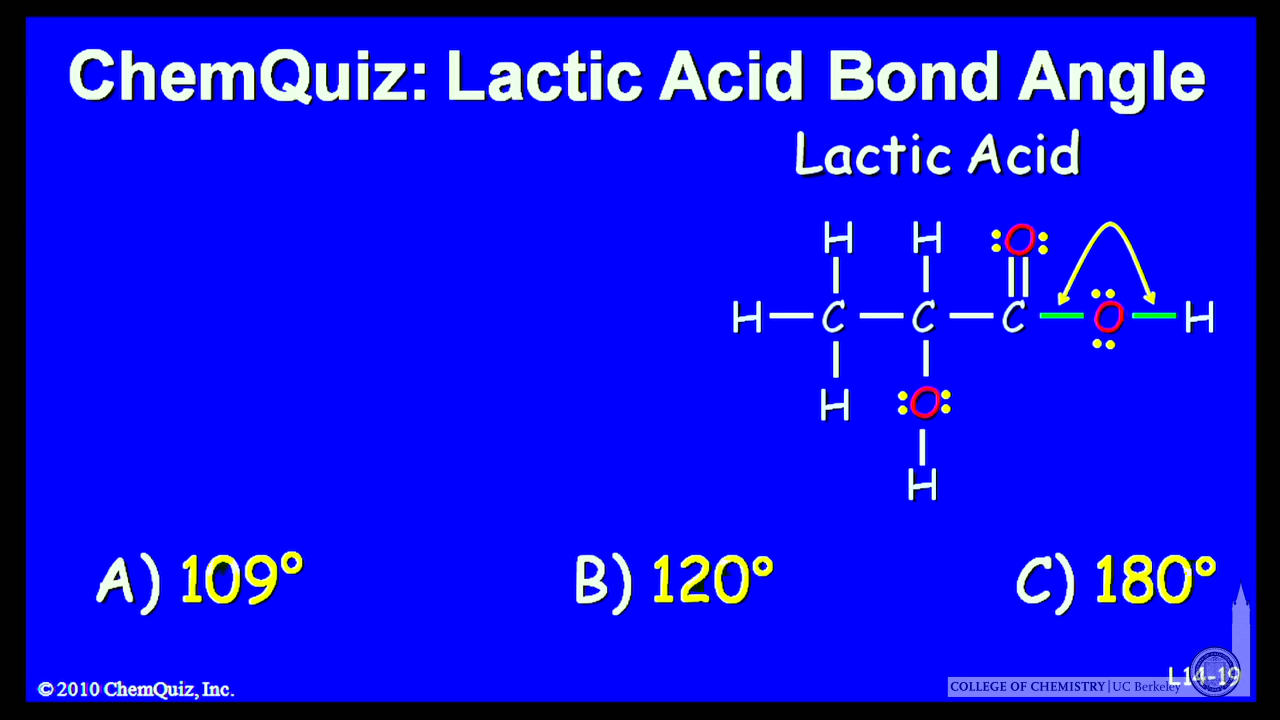 ChemQuiz: Lactic Acid Bond Angle
Lactic Acid
H H O
H C C C O H
H O
H
A) 109° B) 120° C) 180°
© 2010 ChemQuiz, Inc.
L14-19
COLLEGE OF CHEMISTRY | UC Berkeley